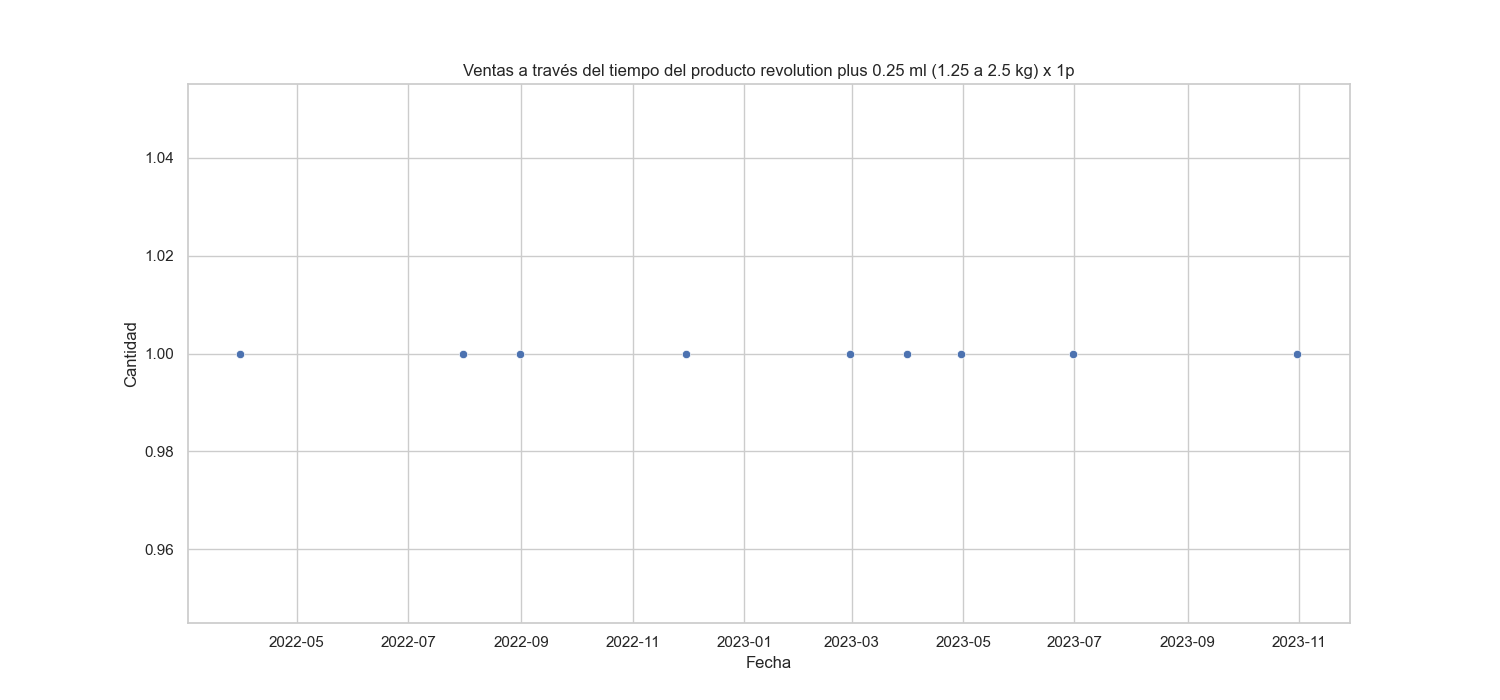 Ventas a través del tiempo del producto revolution plus 0.25 ml (1.25 a 2.5 kg) x 1p
1.04
1.02
1.00
0.98
0.96
Cantidad
2022-05 2022-07 2022-09 2022-11 2023-01 2023-03 2023-05 2023-07 2023-09 2023-11
Fecha